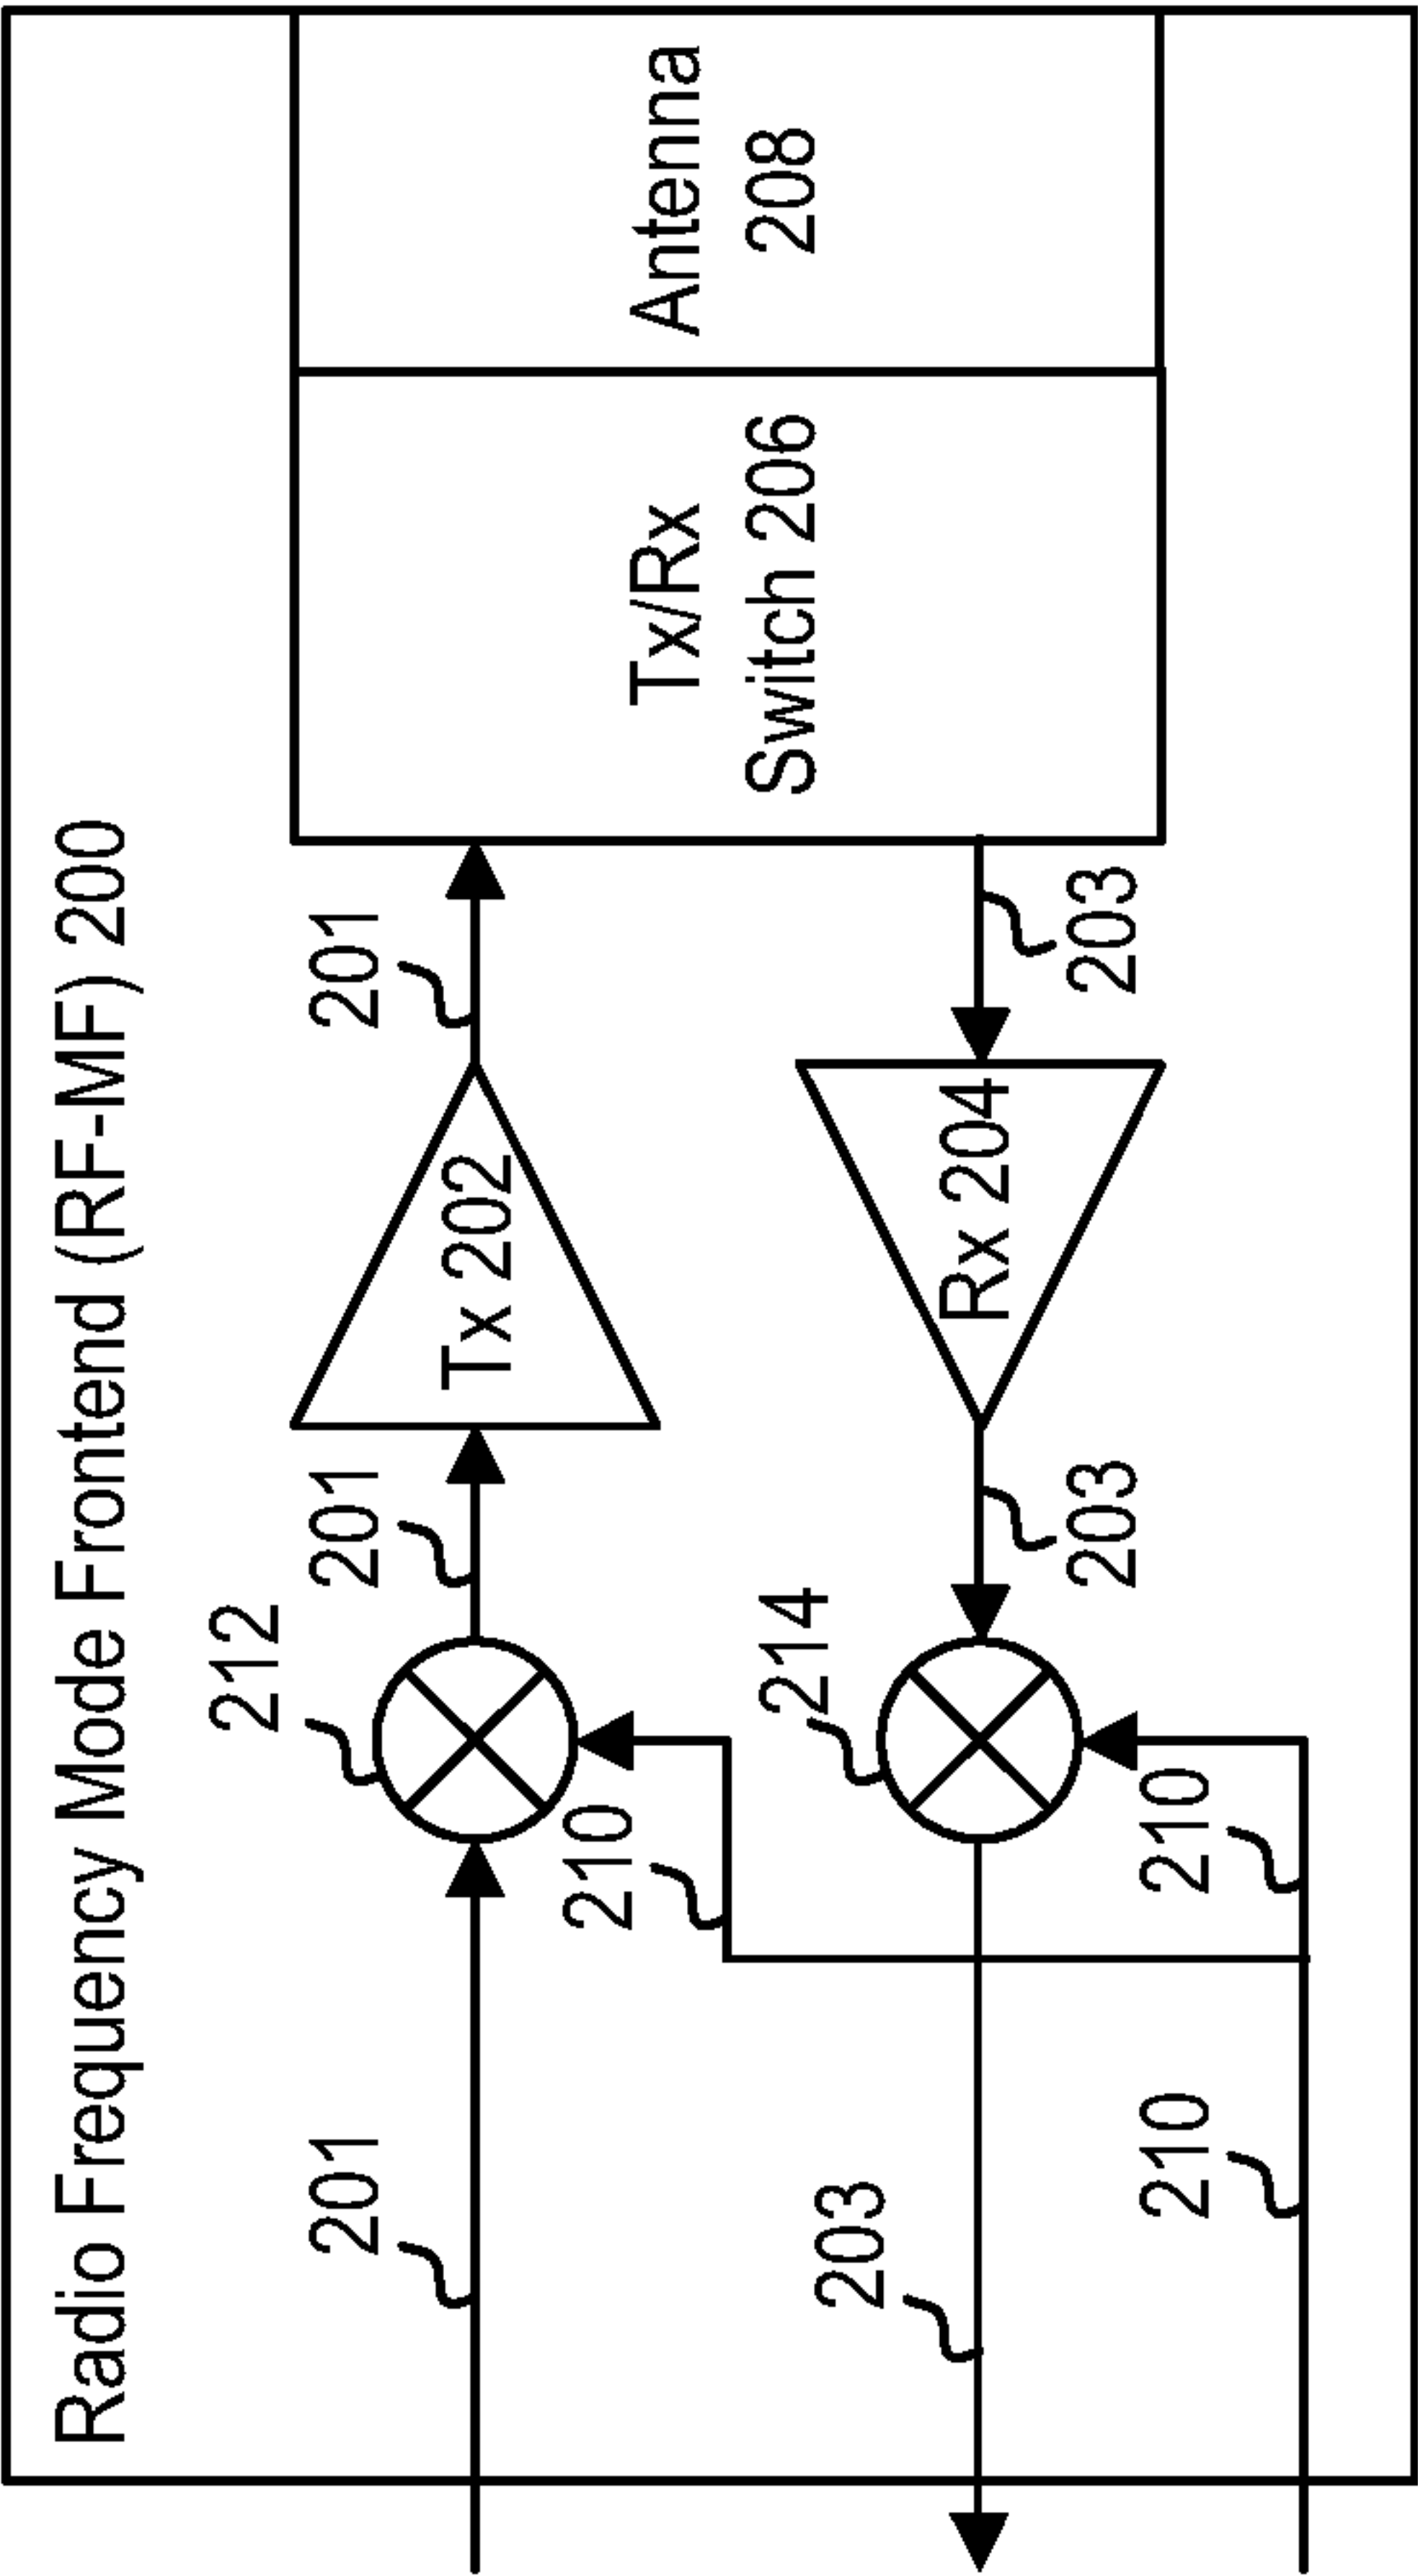 Radio Frequency Mode Frontend (RF-MF) 200
212
201
201
201
Tx 202
Tx/Rx
Switch 206
Antenna
208
210
214
203
Rx 204
203
203
210
210